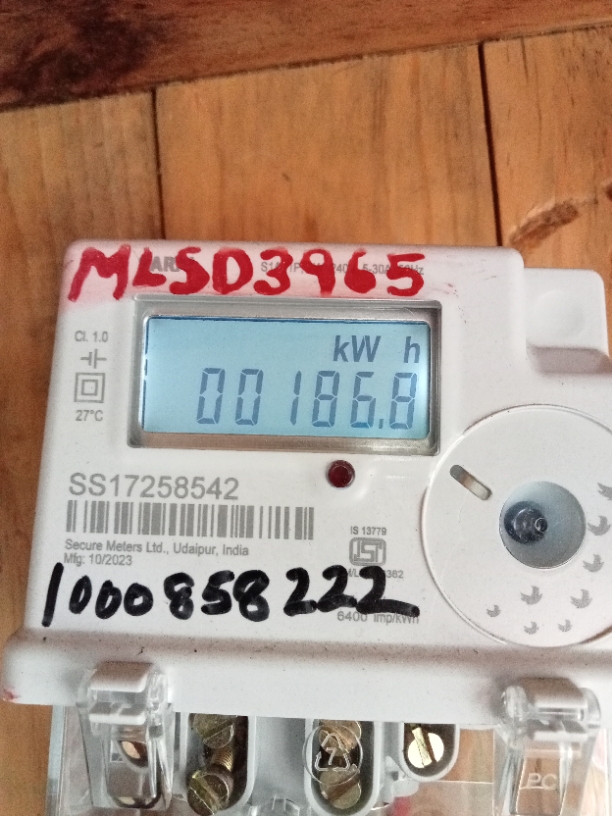 MLSD3965
kW h
00186.8
Cl. 1.0
27°C
SS17258542
Secure Meters Ltd., Udaipur, India
Mfg: 10/2023
IS 13779
1000858222
6400 imp/kWh
PC